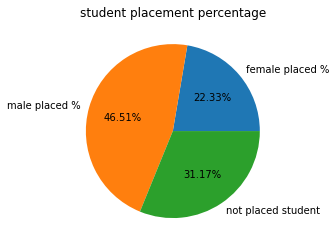 student placement percentage
female placed %
male placed %
22.33%
46.51%
31.17%
not placed student